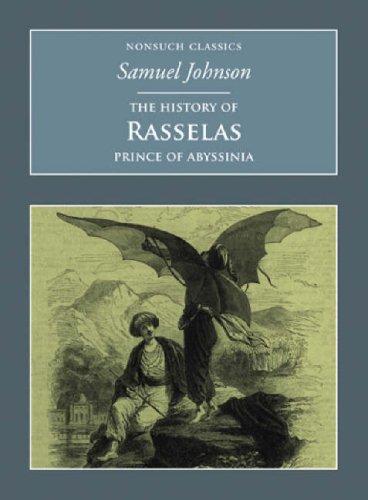 NONSUCH CLASSICS
Samuel Johnson
THE HISTORY OF
RASSELAS
PRINCE OF ABYSSINIA